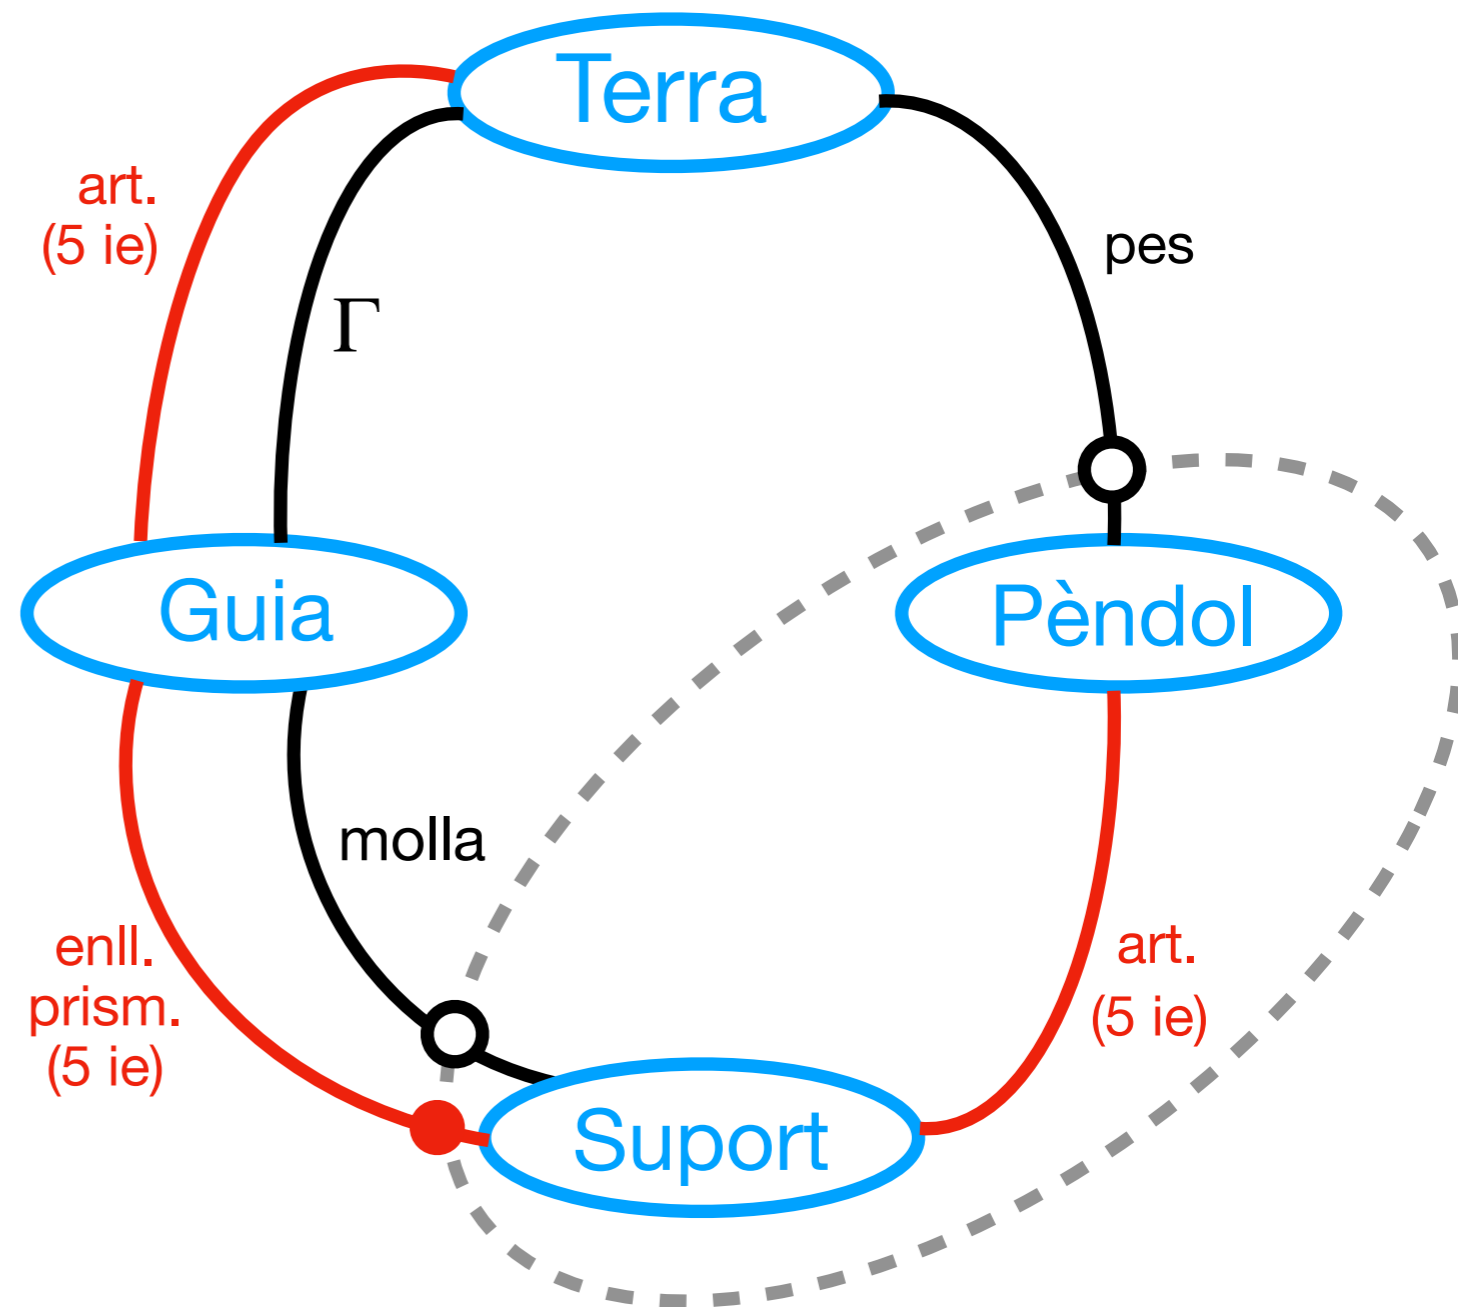 Terra
art.
(5 ie)
Γ
pes
Guia
Pèndol
molla
enll.
prism.
(5 ie)
art.
(5 ie)
Suport